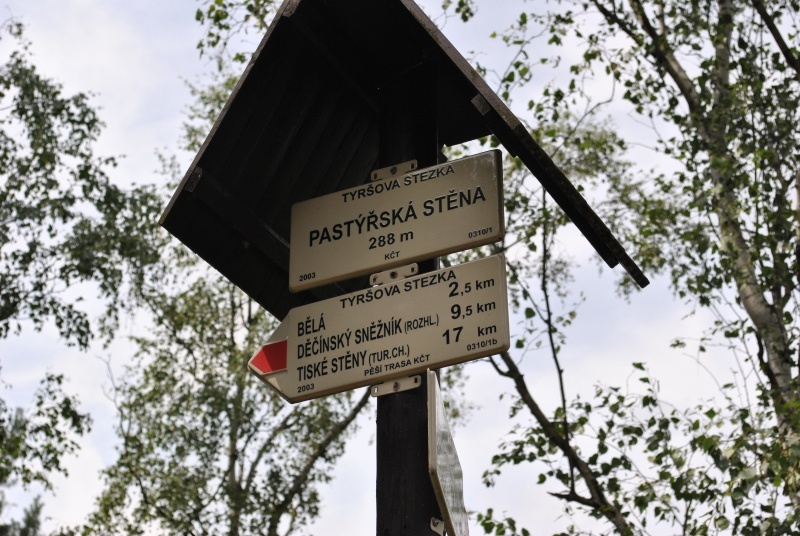 TYRŠOVA STEZKA
PASTÝŘSKÁ STĚNA
288 m
KČT
2003 0310/1
TYRŠOVA STEZKA
BĚLÁ 2,5 km
DĚČÍNSKÝ SNĚŽNÍK (ROZHL.) 9,5 km
TISKÉ STĚNY (TUR.CH.) 17 km
PĚŠÍ TRASA KČT
2003 0310/1b